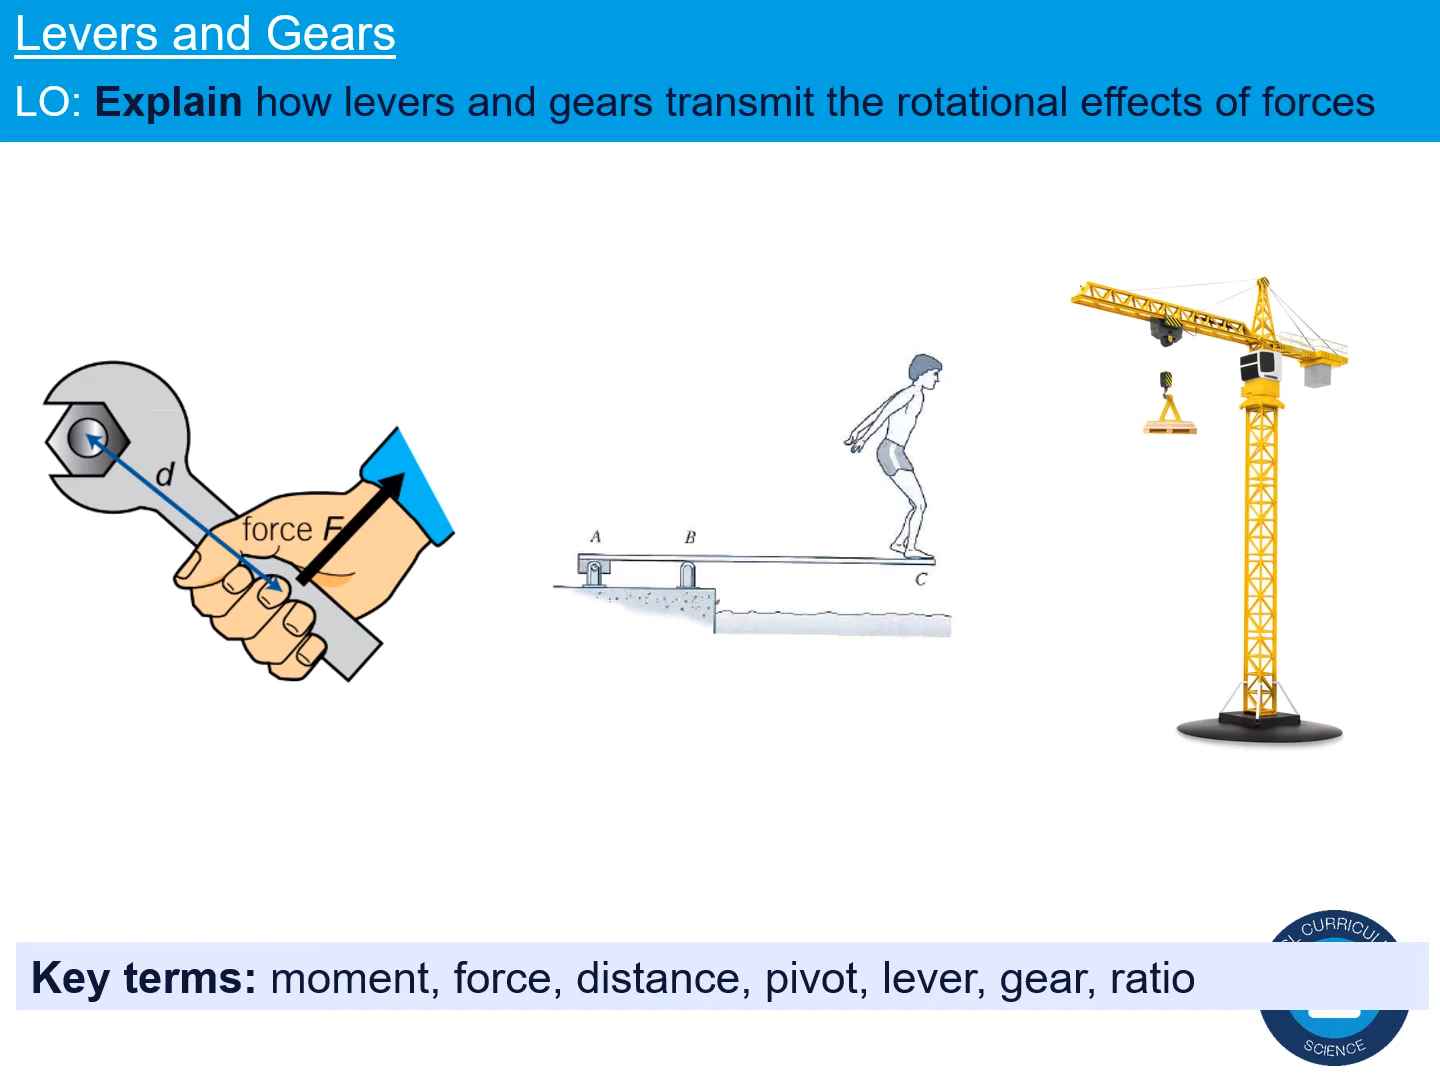 Levers and Gears
LO: Explain how levers and gears transmit the rotational effects of forces
d
force F
A
B
C
Key terms: moment, force, distance, pivot, lever, gear, ratio
SCIENCE